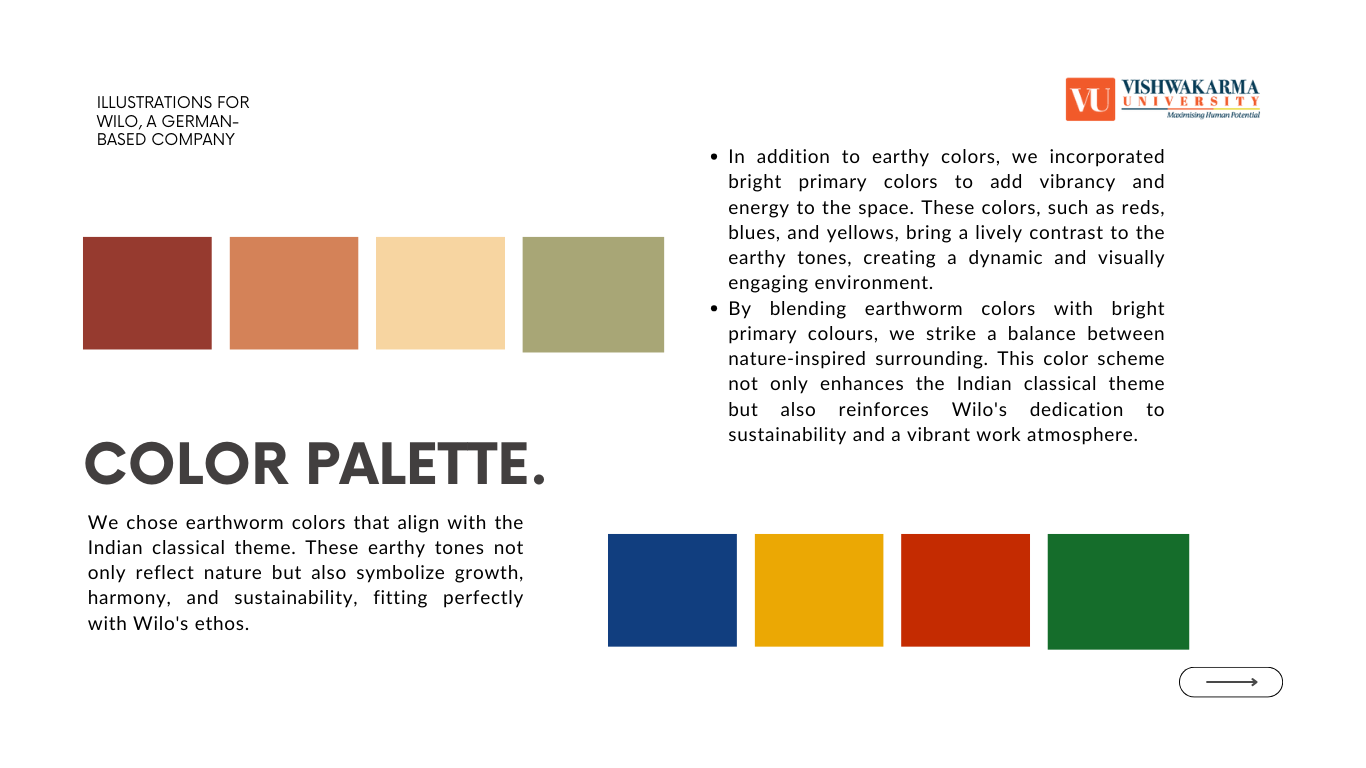 ILLUSTRATIONS FOR
WILO, A GERMAN-
BASED COMPANY
VU
VISHWAKARMA
UNIVERSITY
Maximising Human Potential
• In addition to earthy colors, we incorporated
bright primary colors to add vibrancy and
energy to the space. These colors, such as reds,
blues, and yellows, bring a lively contrast to the
earthy tones, creating a dynamic and visually
engaging environment.
• By blending earthworm colors with bright
primary colours, we strike a balance between
nature-inspired surrounding. This color scheme
not only enhances the Indian classical theme
but also reinforces Wilo's dedication to
sustainability and a vibrant work atmosphere.
COLOR PALETTE.
We chose earthworm colors that align with the
Indian classical theme. These earthy tones not
only reflect nature but also symbolize growth,
harmony, and sustainability, fitting perfectly
with Wilo's ethos.